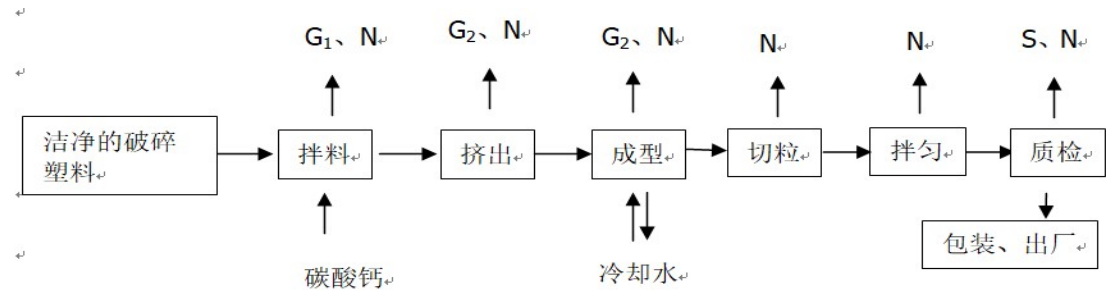 G₁、N
G₂、N
G₂、N
N
N
S、N
洁净的破碎
塑料
拌料
挤出
成型
切粒
拌匀
质检
碳酸钙
冷却水
包装、出厂